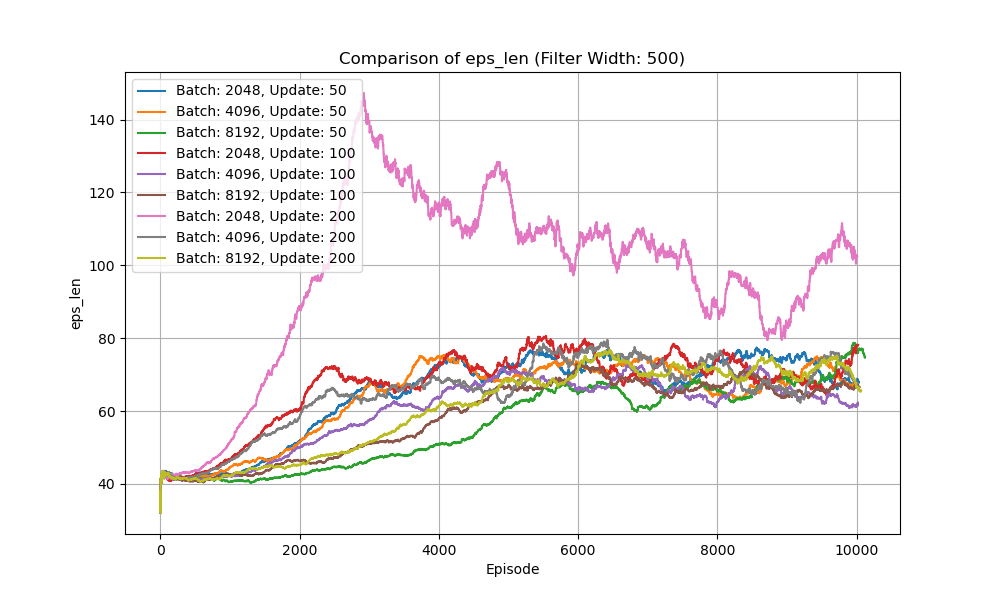 Comparison of eps_len (Filter Width: 500)
Batch: 2048, Update: 50
Batch: 4096, Update: 50
Batch: 8192, Update: 50
Batch: 2048, Update: 100
Batch: 4096, Update: 100
Batch: 8192, Update: 100
Batch: 2048, Update: 200
Batch: 4096, Update: 200
Batch: 8192, Update: 200
140
120
100
80
60
40
eps_len
0 2000 4000 6000 8000 10000
Episode